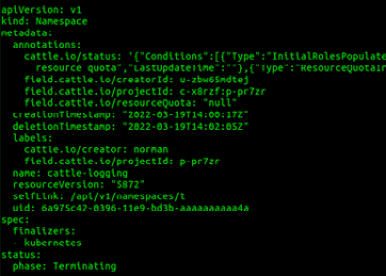 apiVersion: v1
kind: Namespace
metadata:
annotations:
cattle.io/status: '{"Conditions":[{"Type":"InitialRolesPopulate
resource quota","LastUpdateTime":""},{"Type":"ResourceQuotaIn
field.cattle.io/creatorId: u-zbw65mdtej
field.cattle.io/projectId: c-x8rzf:p-pr7zr
field.cattle.io/resourceQuota: "null"
creationTimestamp: "2022-03-19T14:00:17Z"
deletionTimestamp: "2022-03-19T14:02:05Z"
labels:
cattle.io/creator: norman
field.cattle.io/projectId: p-pr7zr
name: cattle-logging
resourceVersion: "5872"
selfLink: /api/v1/namespaces/t
uid: 6a975c42-0396-11e9-bd3b-aaaaaaaaaa4a
spec:
finalizers:
- kubernetes
status:
phase: Terminating